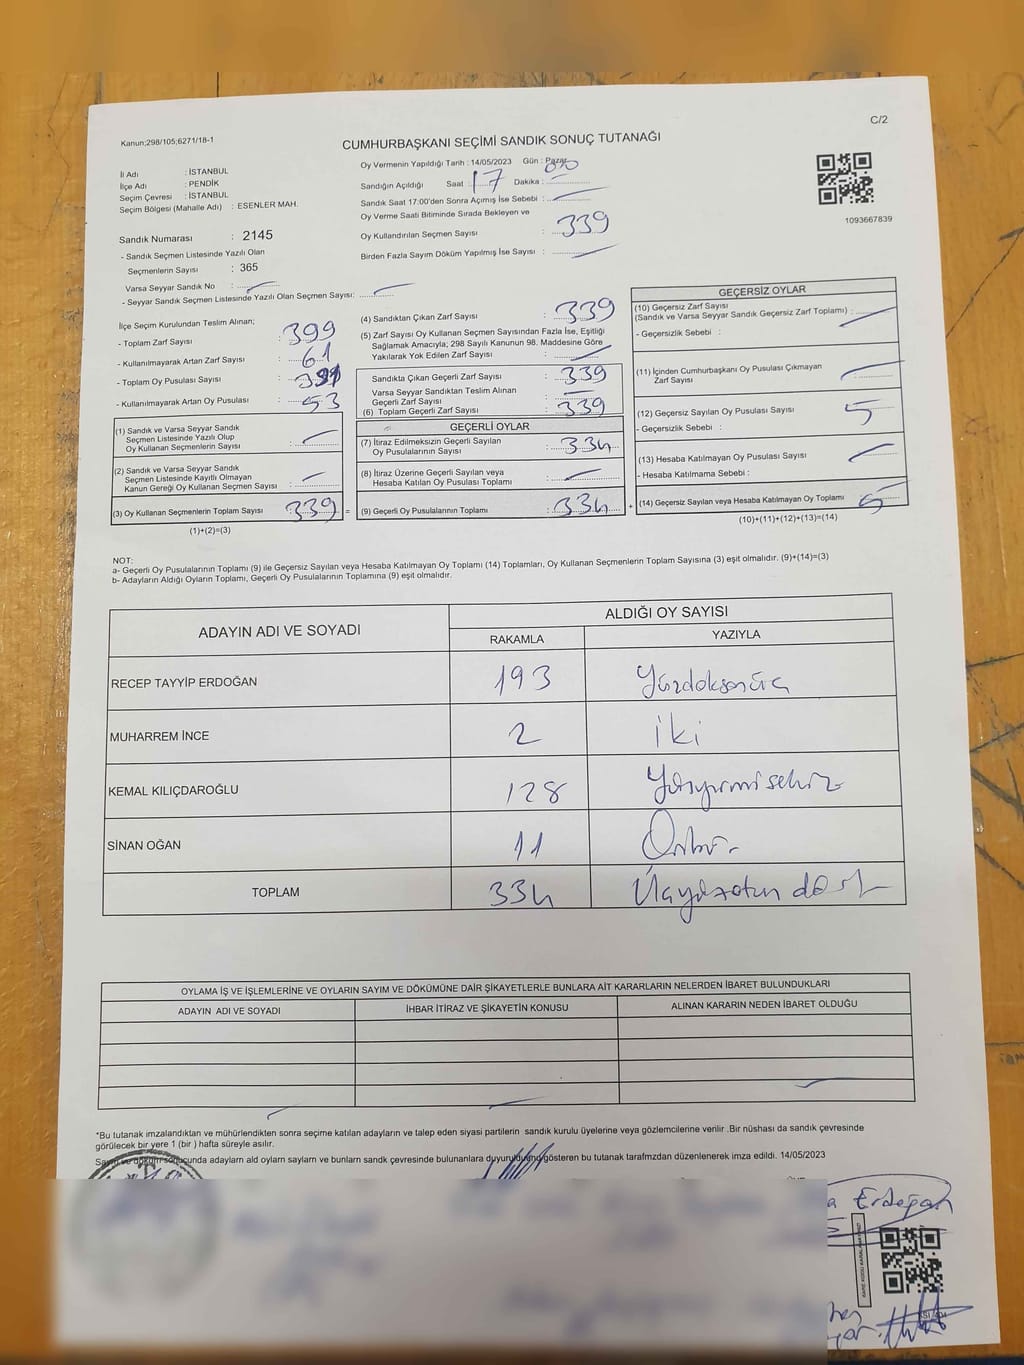 C/2
Kanun;298/105;6271/18-1
CUMHURBAŞKANI SEÇİMİ SANDIK SONUÇ TUTANAĞI
İl Adı : İSTANBUL
İlçe Adı : PENDİK
Seçim Çevresi : İSTANBUL
Seçim Bölgesi (Mahalle Adı) : ESENLER MAH.
Sandık Numarası : 2145
- Sandık Seçmen Listesinde Yazılı Olan
Seçmenlerin Sayısı : 365
Varsa Seyyar Sandık No :
- Seyyar Sandık Seçmen Listesinde Yazılı Olan Seçmen Sayısı:
Oy Vermenin Yapıldığı Tarih : 14/05/2023 Gün : Pazar
Sandığın Açıldığı Saat : 17 Dakika :
Sandık Saat 17:00'den Sonra Açımış İse Sebebi :
Oy Verme Saati Bitiminde Sırada Bekleyen ve
Oy Kullandırılan Seçmen Sayısı : 339
Birden Fazla Sayım Döküm Yapılmış İse Sayısı :
1093667839
İlçe Seçim Kurulundan Teslim Alınan;
- Toplam Zarf Sayısı : 399
- Kullanılmayarak Artan Zarf Sayısı : 61
- Toplam Oy Pusulası Sayısı :
- Kullanılmayarak Artan Oy Pusulası : 53
(1) Sandık ve Varsa Seyyar Sandık
Seçmen Listesinde Yazılı Olup
Oy Kullanan Seçmenlerin Sayısı :
(2) Sandık ve Varsa Seyyar Sandık
Seçmen Listesinde Kayıtlı Olmayan
Kanun Gereği Oy Kullanan Seçmen Sayısı :
(3) Oy Kullanan Seçmenlerin Toplam Sayısı : 339 =
(1)+(2)=(3)
(4) Sandıktan Çıkan Zarf Sayısı : 339
(5) Zarf Sayısı Oy Kullanan Seçmen Sayısından Fazla İse, Eşitliği
Sağlamak Amacıyla; 298 Sayılı Kanunun 98. Maddesine Göre
Yakılarak Yok Edilen Zarf Sayısı :
Sandıkta Çıkan Geçerli Zarf Sayısı : 339
Varsa Seyyar Sandıktan Teslim Alınan
Geçerli Zarf Sayısı :
(6) Toplam Geçerli Zarf Sayısı : 339
GEÇERLİ OYLAR
(7) İtiraz Edilmeksizin Geçerli Sayılan
Oy Pusulalarının Sayısı : 334
(8) İtiraz Üzerine Geçerli Sayılan veya
Hesaba Katılan Oy Pusulası Toplamı :
(9) Geçerli Oy Pusulalarının Toplamı : 334 +
GEÇERSİZ OYLAR
(10) Geçersiz Zarf Sayısı
(Sandık ve Varsa Seyyar Sandık Geçersiz Zarf Toplamı) :
- Geçersizlik Sebebi :
(11) İçinden Cumhurbaşkanı Oy Pusulası Çıkmayan
Zarf Sayısı :
(12) Geçersiz Sayılan Oy Pusulası Sayısı : 5
- Geçersizlik Sebebi :
(13) Hesaba Katılmayan Oy Pusulası Sayısı :
- Hesaba Katılmama Sebebi :
(14) Geçersiz Sayılan veya Hesaba Katılmayan Oy Toplamı : 5
(10)+(11)+(12)+(13)=(14)
NOT:
a- Geçerli Oy Pusulalarının Toplamı (9) ile Geçersiz Sayılan veya Hesaba Katılmayan Oy Toplamı (14) Toplamları, Oy Kullanan Seçmenlerin Toplam Sayısına (3) eşit olmalıdır. (9)+(14)=(3)
b- Adayların Aldığı Oyların Toplamı, Geçerli Oy Pusulalarının Toplamına (9) eşit olmalıdır.
ADAYIN ADI VE SOYADI ALDIĞI OY SAYISI
RAKAMLA YAZIYLA
RECEP TAYYİP ERDOĞAN 193 Yüzdoksanüç
MUHARREM İNCE 2 İki
KEMAL KILIÇDAROĞLU 128 Yüzyirmisekiz
SİNAN OĞAN 11 Onbir
TOPLAM 334 Üçyüzotuz dört
OYLAMA İŞ VE İŞLEMLERİNE VE OYLARIN SAYIM VE DÖKÜMÜNE DAİR ŞİKAYETLERLE BUNLARA AİT KARARLARIN NELERDEN İBARET BULUNDUKLARI
ADAYIN ADI VE SOYADI İHBAR İTİRAZ VE ŞİKAYETİN KONUSU ALINAN KARARIN NEDEN İBARET OLDUĞU
*Bu tutanak imzalandıktan ve mühürlendikten sonra seçime katılan adayların ve talep eden siyasi partilerin sandık kurulu üyelerine veya gözlemcilerine verilir .Bir nüshası da sandık çevresinde
görülecek bir yere 1 (bir ) hafta süreyle asılır.
Sayım ve döküm sonucunda adayların ald oylarn saylarn ve bunlarn sandk çevresinde bulunanlara duyurulduğunu gösteren bu tutanak tarafmzdan düzenlenerek imza edildi. 14/05/2023
Erdoğan